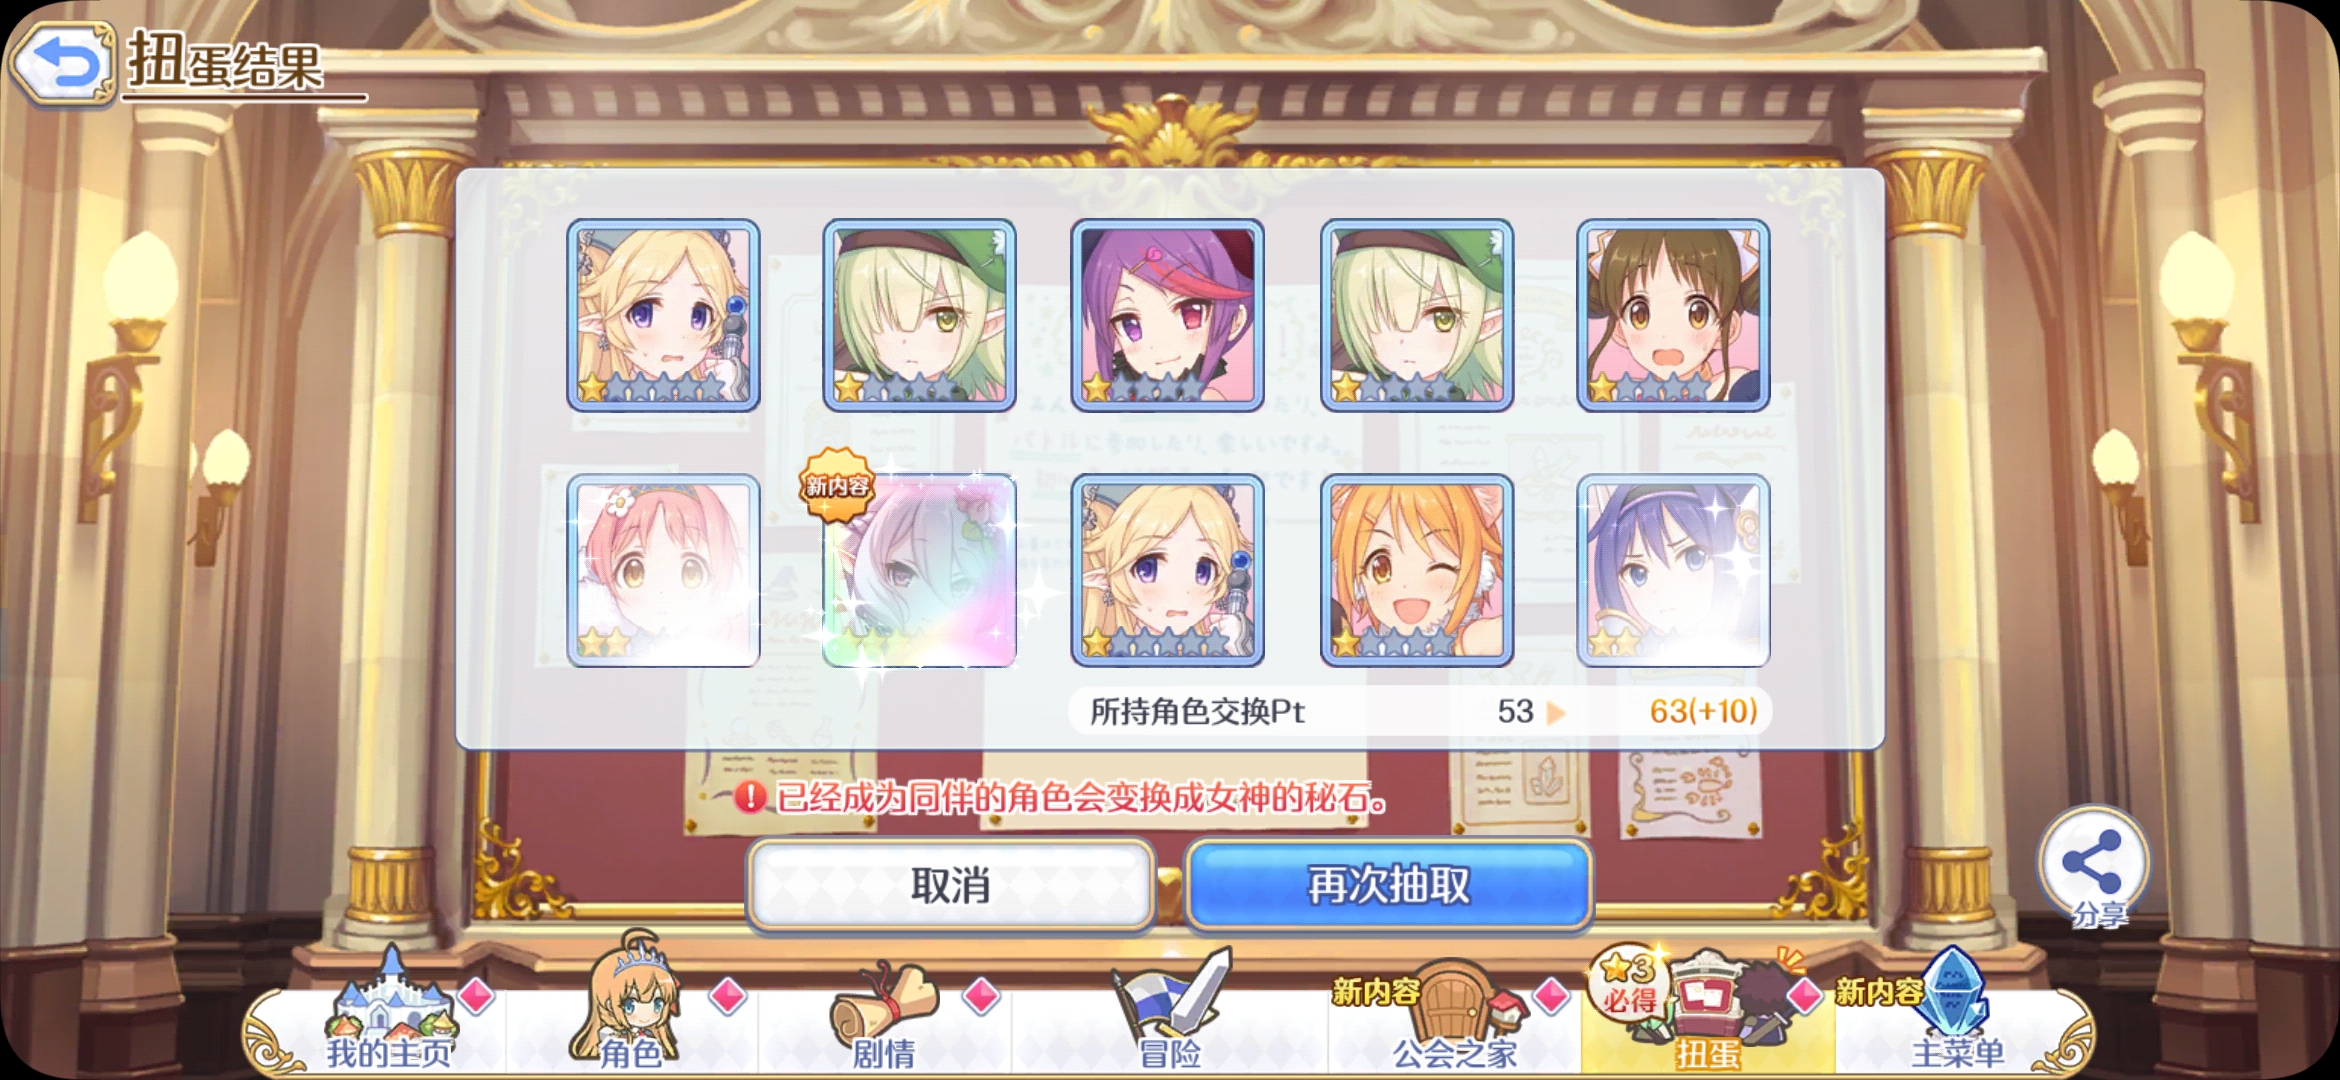 扭蛋结果
新内容
所持角色交换Pt 53 63(+10)
已经成为同伴的角色会变换成女神的秘石。
取消
再次抽取
分享
我的主页
角色
剧情
冒险
新内容
公会之家
3
必得
扭蛋
新内容
主菜单